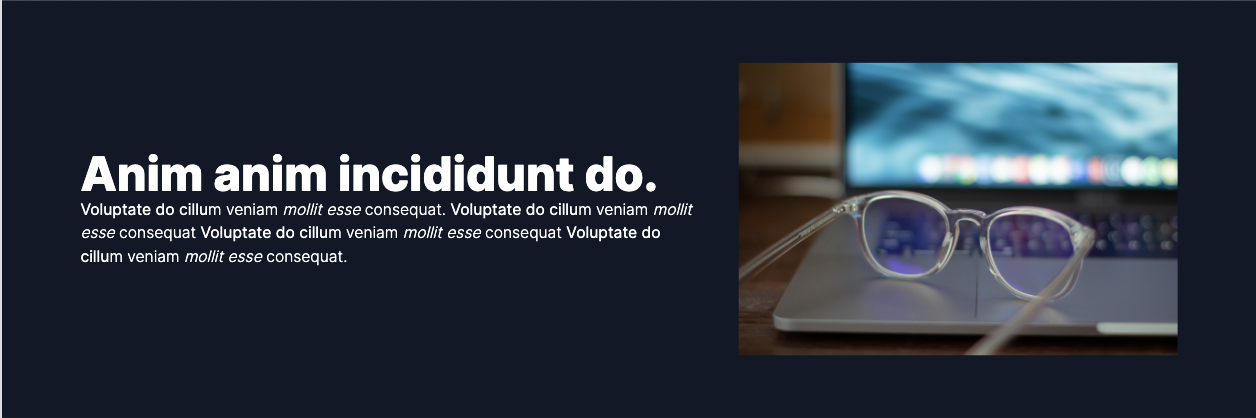 Anim anim incididunt do.
Voluptate do cillum veniam mollit esse consequat. Voluptate do cillum veniam mollit
esse consequat Voluptate do cillum veniam mollit esse consequat Voluptate do
cillum veniam mollit esse consequat.